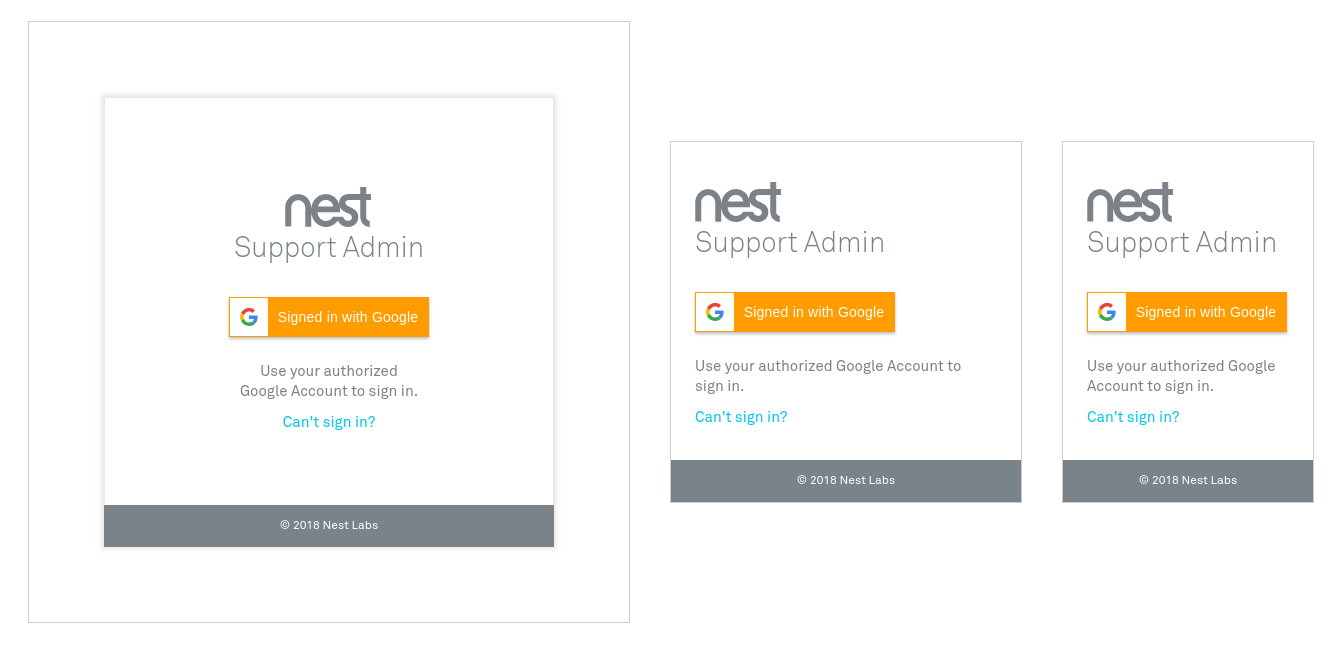 nest
Support Admin
Signed in with Google
Use your authorized
Google Account to sign in.
Can't sign in?
© 2018 Nest Labs
nest
Support Admin
Signed in with Google
Use your authorized Google Account to
sign in.
Can't sign in?
© 2018 Nest Labs
nest
Support Admin
Signed in with Google
Use your authorized Google
Account to sign in.
Can't sign in?
© 2018 Nest Labs